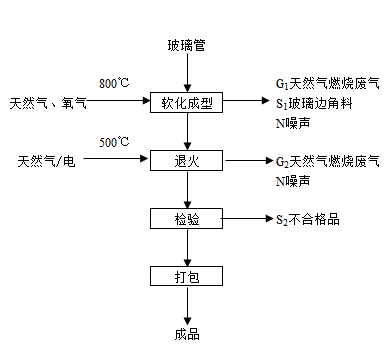 玻璃管
800℃
天然气、氧气
软化成型
G₁天然气燃烧废气
S₁玻璃边角料
N噪声
500℃
天然气/电
退火
G₂天然气燃烧废气
N噪声
检验
S₂不合格品
打包
成品